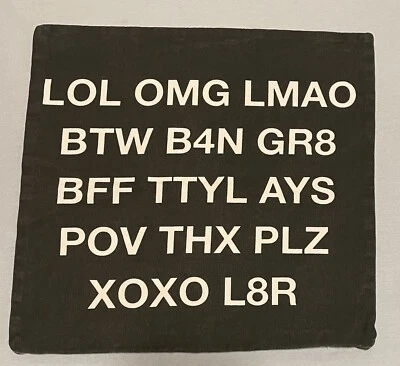 LOL OMG LMAO
BTW B4N GR8
BFF TTYL AYS
POV THX PLZ
XOXO L8R